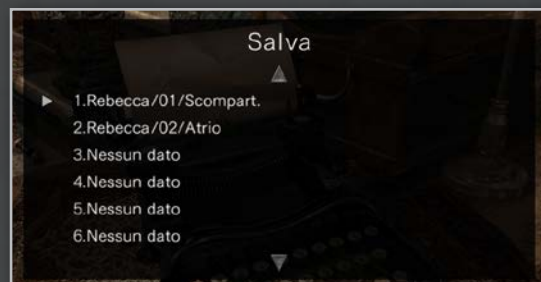 Salva
1.Rebecca/01/Scompart.
2.Rebecca/02/Atrio
3.Nessun dato
4.Nessun dato
5.Nessun dato
6.Nessun dato